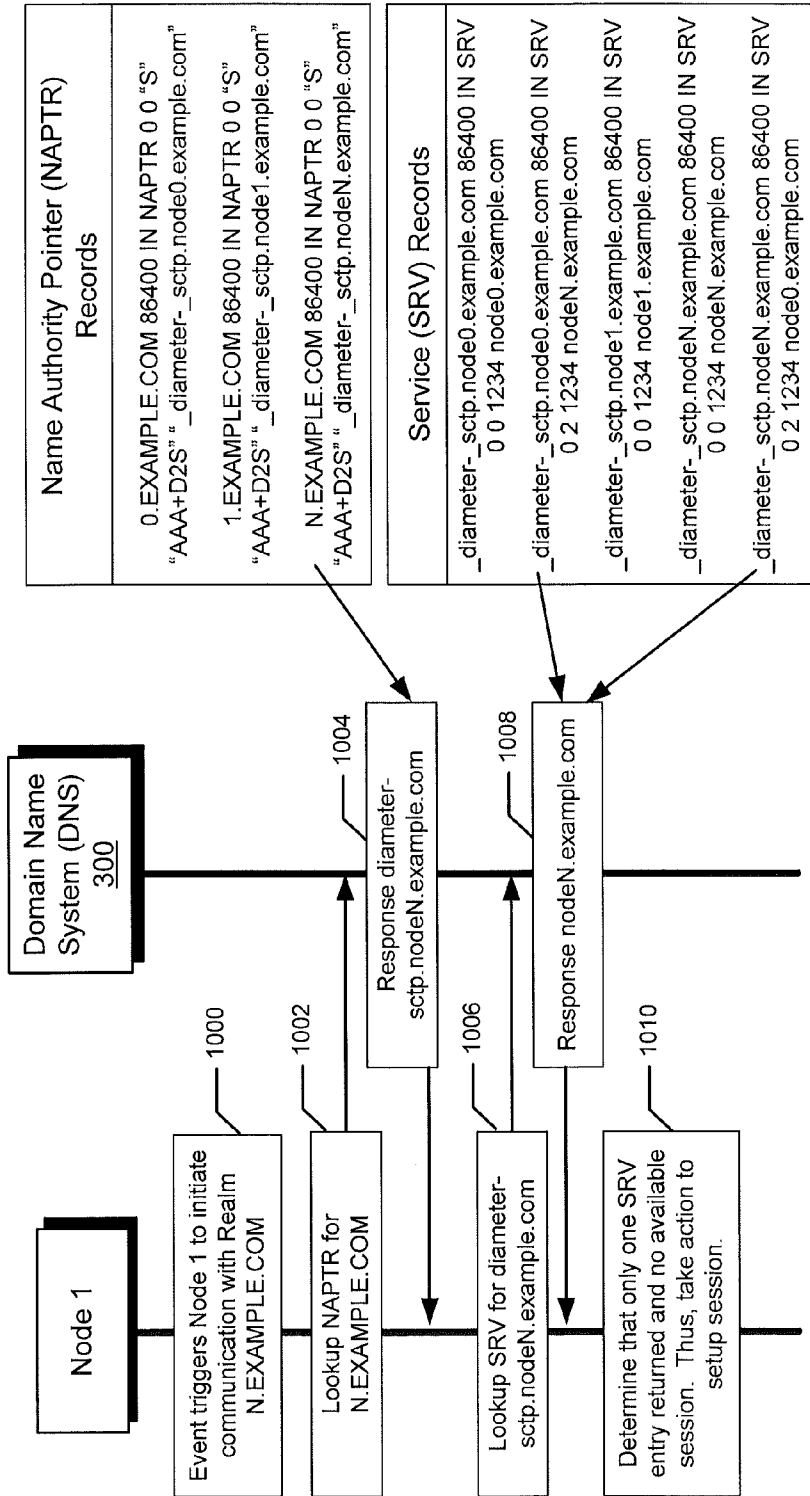 Node 1
Domain Name
System (DNS)
300
Event triggers Node 1 to initiate
communication with Realm
N.EXAMPLE.COM
1000
Lookup NAPTR for
N.EXAMPLE.COM
1002
Response diameter-
sctp.nodeN.example.com
1004
Lookup SRV for diameter-
sctp.nodeN.example.com
1006
Response nodeN.example.com
1008
Determine that only one SRV
entry returned and no available
session. Thus, take action to
setup session.
1010
Name Authority Pointer (NAPTR)
Records
0.EXAMPLE.COM 86400 IN NAPTR 0 0 “S”
“AAA+D2S” “_diameter-_sctp.node0.example.com”
1.EXAMPLE.COM 86400 IN NAPTR 0 0 “S”
“AAA+D2S” “_diameter-_sctp.node1.example.com”
N.EXAMPLE.COM 86400 IN NAPTR 0 0 “S”
“AAA+D2S” “_diameter-_sctp.nodeN.example.com”
Service (SRV) Records
_diameter-_sctp.node0.example.com 86400 IN SRV
0 0 1234 node0.example.com
_diameter-_sctp.node0.example.com 86400 IN SRV
0 2 1234 nodeN.example.com
_diameter-_sctp.node1.example.com 86400 IN SRV
0 0 1234 node1.example.com
_diameter-_sctp.nodeN.example.com 86400 IN SRV
0 0 1234 nodeN.example.com
_diameter-_sctp.nodeN.example.com 86400 IN SRV
0 2 1234 node0.example.com